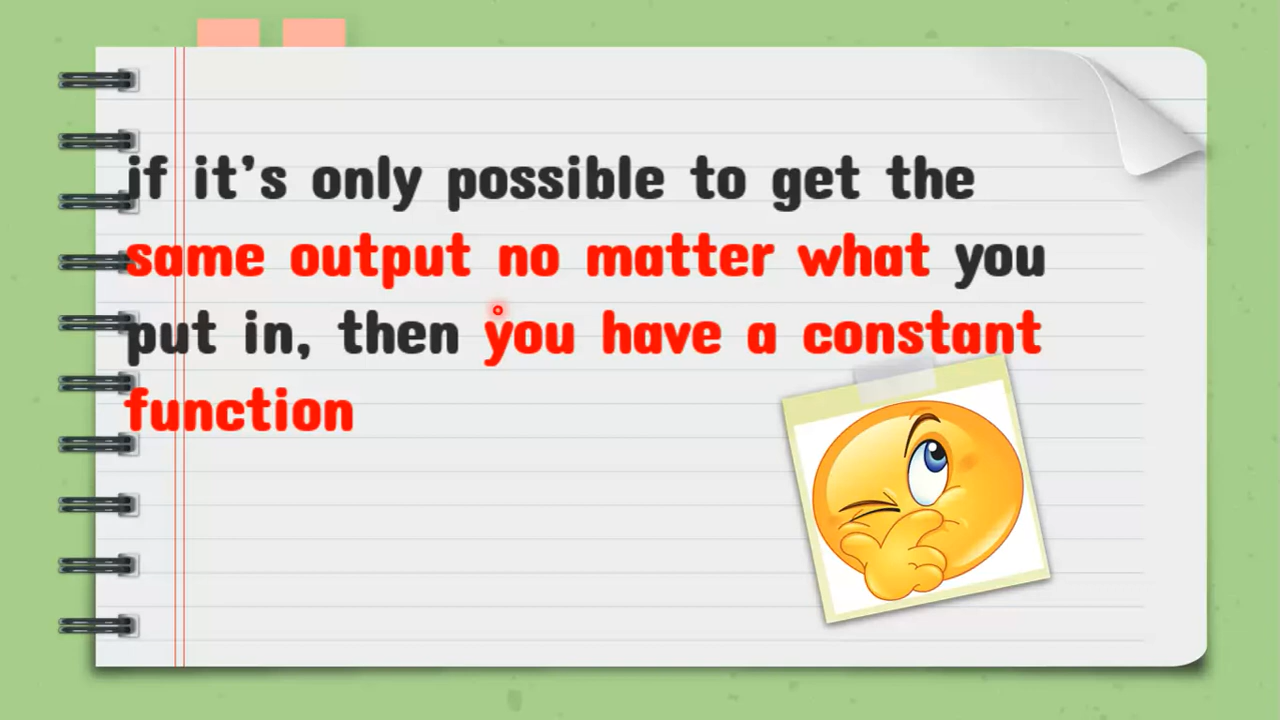 if it’s only possible to get the
same output no matter what you
put in, then you have a constant
function